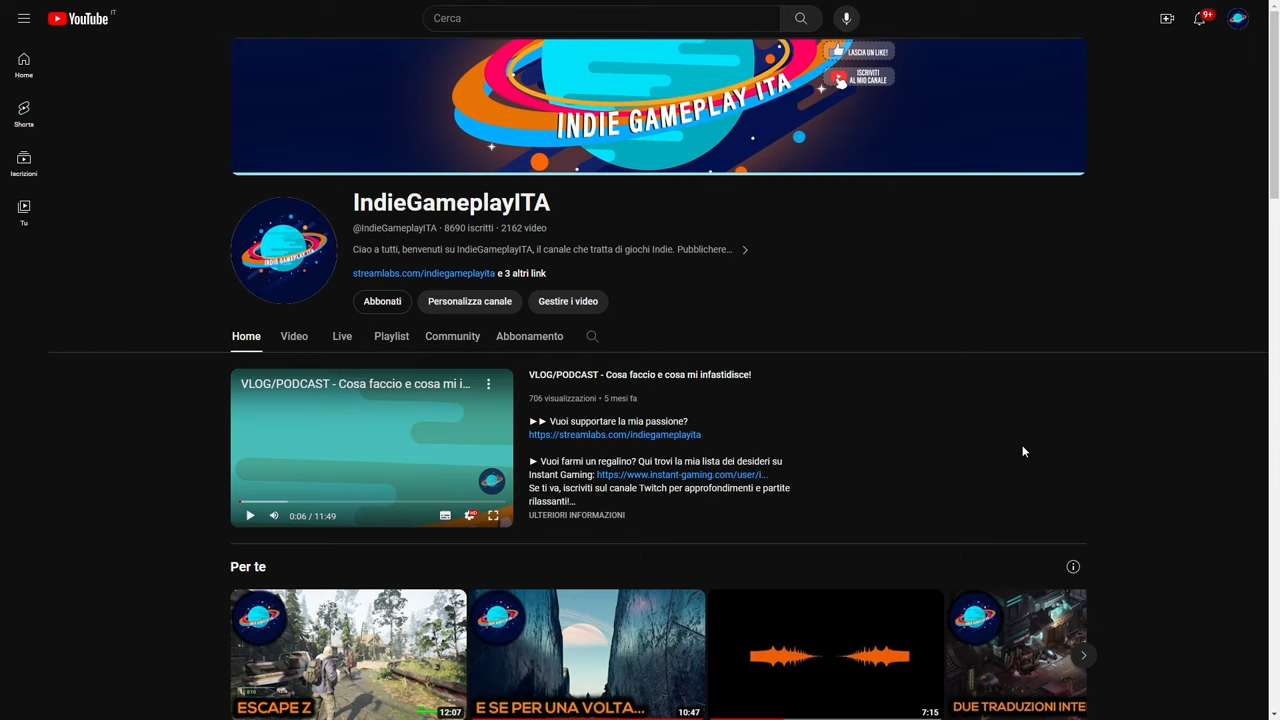 YouTube IT
Cerca
9+
Home
Shorts
Iscrizioni
Tu
LASCIA UN LIKE!
ISCRIVITI
AL MIO CANALE
INDIE GAMEPLAY ITA
INDIE GAMEPLAY ITA
IndieGameplayITA
@IndieGameplayITA · 8690 iscritti · 2162 video
Ciao a tutti, benvenuti su IndieGameplayITA, il canale che tratta di giochi Indie. Pubblichere...
streamlabs.com/indiegameplayita e 3 altri link
Abbonati Personalizza canale Gestire i video
Home Video Live Playlist Community Abbonamento
VLOG/PODCAST - Cosa faccio e cosa mi i...
0:06 / 11:49
HD
VLOG/PODCAST - Cosa faccio e cosa mi infastidisce!
706 visualizzazioni • 5 mesi fa
►► Vuoi supportare la mia passione?
https://streamlabs.com/indiegameplayita
► Vuoi farmi un regalino? Qui trovi la mia lista dei desideri su
Instant Gaming: https://www.instant-gaming.com/user/i...
Se ti va, iscriviti sul canale Twitch per approfondimenti e partite
rilassanti!...
ULTERIORI INFORMAZIONI
Per te
ESCAPE Z
12:07
E SE PER UNA VOLTA...
10:47
7:15
DUE TRADUZIONI INTE